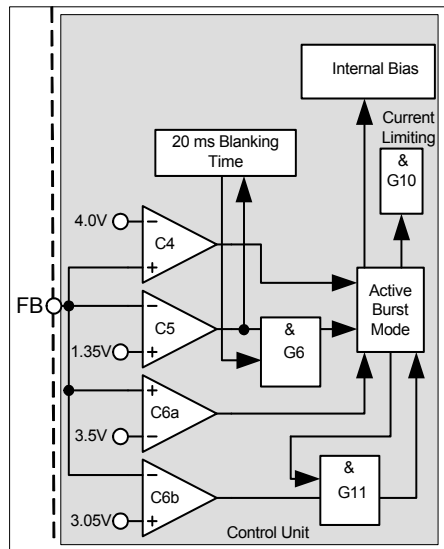 Internal Bias
Current
Limiting
20 ms Blanking
Time
&
G10
4.0V
C4
FB
Active
Burst
Mode
C5
&
G6
1.35V
C6a
3.5V
&
G11
C6b
3.05V
Control Unit
-
+
-
+
+
-
-
+